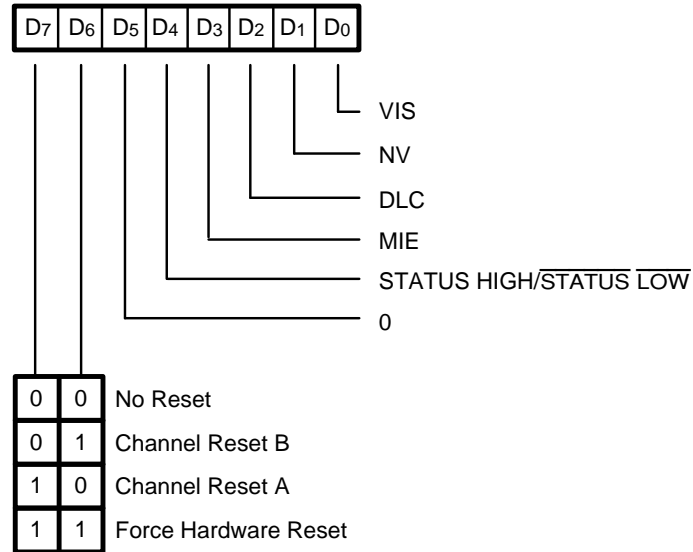 D7 D6 D5 D4 D3 D2 D1 D0
VIS
NV
DLC
MIE
STATUS HIGH/STATUS LOW
0
0 0 No Reset
0 1 Channel Reset B
1 0 Channel Reset A
1 1 Force Hardware Reset